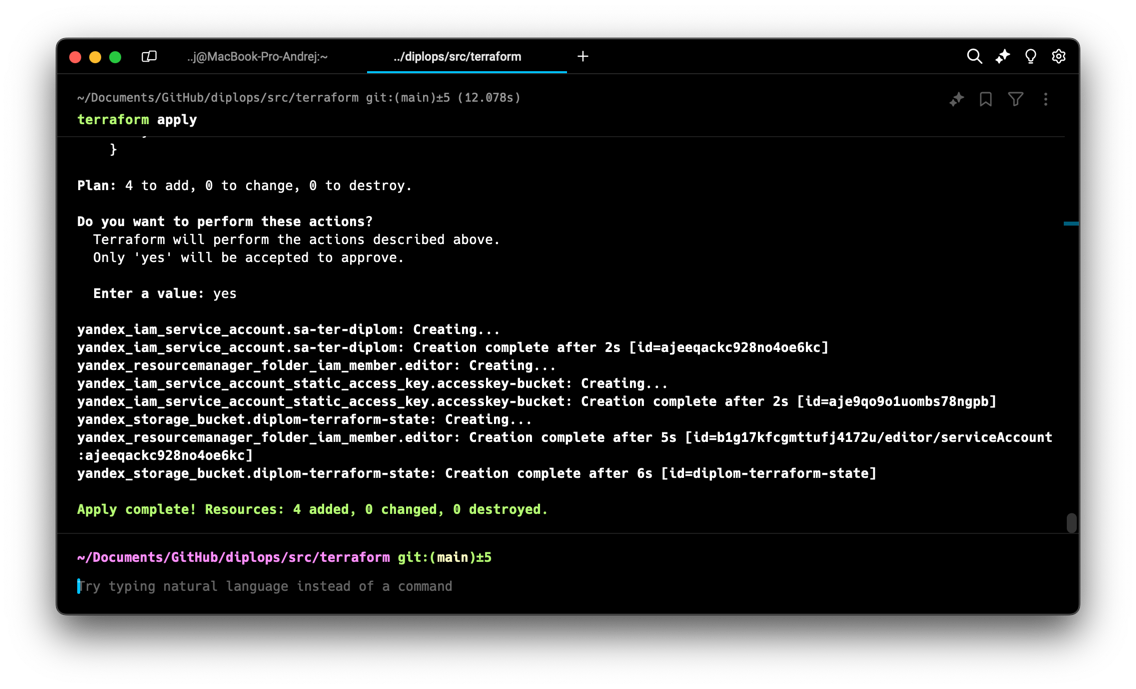 ..j@MacBook-Pro-Andrej:~
../diplops/src/terraform
~/Documents/GitHub/diplops/src/terraform git:(main)±5 (12.078s)
terraform apply
}
Plan: 4 to add, 0 to change, 0 to destroy.
Do you want to perform these actions?
Terraform will perform the actions described above.
Only 'yes' will be accepted to approve.
Enter a value: yes
yandex_iam_service_account.sa-ter-diplom: Creating...
yandex_iam_service_account.sa-ter-diplom: Creation complete after 2s [id=ajeeqackc928no4oe6kc]
yandex_resourcemanager_folder_iam_member.editor: Creating...
yandex_iam_service_account_static_access_key.accesskey-bucket: Creating...
yandex_iam_service_account_static_access_key.accesskey-bucket: Creation complete after 2s [id=aje9qo9o1uombs78ngpb]
yandex_storage_bucket.diplom-terraform-state: Creating...
yandex_resourcemanager_folder_iam_member.editor: Creation complete after 5s [id=b1g17kfcgmttufj4172u/editor/serviceAccount
:ajeeqackc928no4oe6kc]
yandex_storage_bucket.diplom-terraform-state: Creation complete after 6s [id=diplom-terraform-state]
Apply complete! Resources: 4 added, 0 changed, 0 destroyed.
~/Documents/GitHub/diplops/src/terraform git:(main)±5
Try typing natural language instead of a command